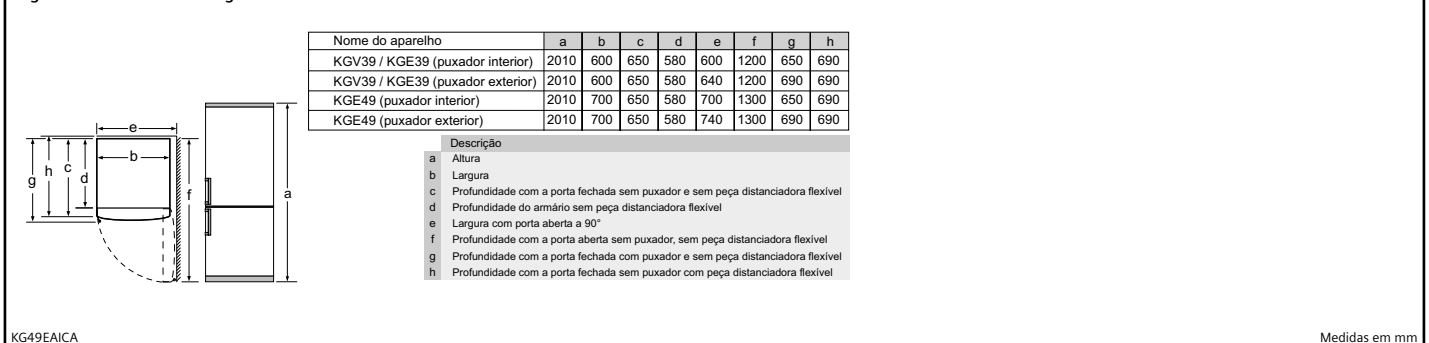 Nome do aparelho a b c d e f g h
KGV39 / KGE39 (puxador interior) 2010 600 650 580 600 1200 650 690
KGV39 / KGE39 (puxador exterior) 2010 600 650 580 640 1200 690 690
KGE49 (puxador interior) 2010 700 650 580 700 1300 650 690
KGE49 (puxador exterior) 2010 700 650 580 740 1300 690 690
e
b
g h c d f a
Descrição
a Altura
b Largura
c Profundidade com a porta fechada sem puxador e sem peça distanciadora flexível
d Profundidade do armário sem peça distanciadora flexível
e Largura com porta aberta a 90°
f Profundidade com a porta aberta sem puxador, sem peça distanciadora flexível
g Profundidade com a porta fechada com puxador e sem peça distanciadora flexível
h Profundidade com a porta fechada sem puxador com peça distanciadora flexível
KG49EAICA Medidas em mm